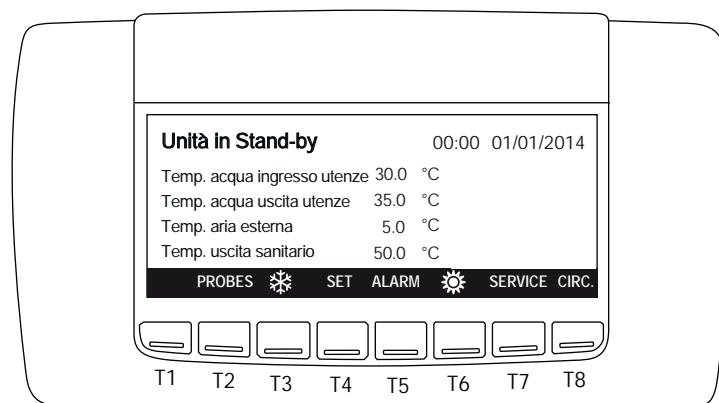 Unità in Stand-by 00:00 01/01/2014
Temp. acqua ingresso utenze 30.0 °C
Temp. acqua uscita utenze 35.0 °C
Temp. aria esterna 5.0 °C
Temp. uscita sanitario 50.0 °C
PROBES SET ALARM SERVICE CIRC.
T1 T2 T3 T4 T5 T6 T7 T8